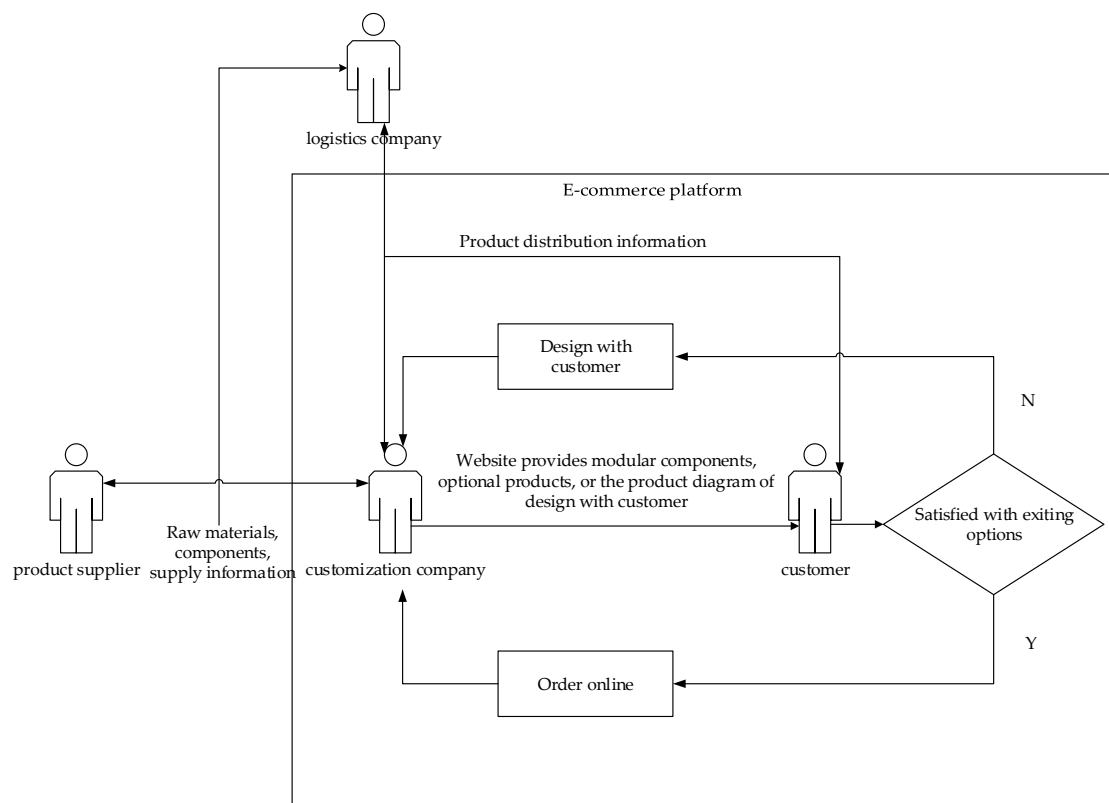 logistics company
E-commerce platform
Product distribution information
Design with
customer
N
Website provides modular components,
optional products, or the product diagram of
design with customer
Satisfied with exiting
options
Raw materials,
components,
supply information
product supplier
customization company
customer
Y
Order online